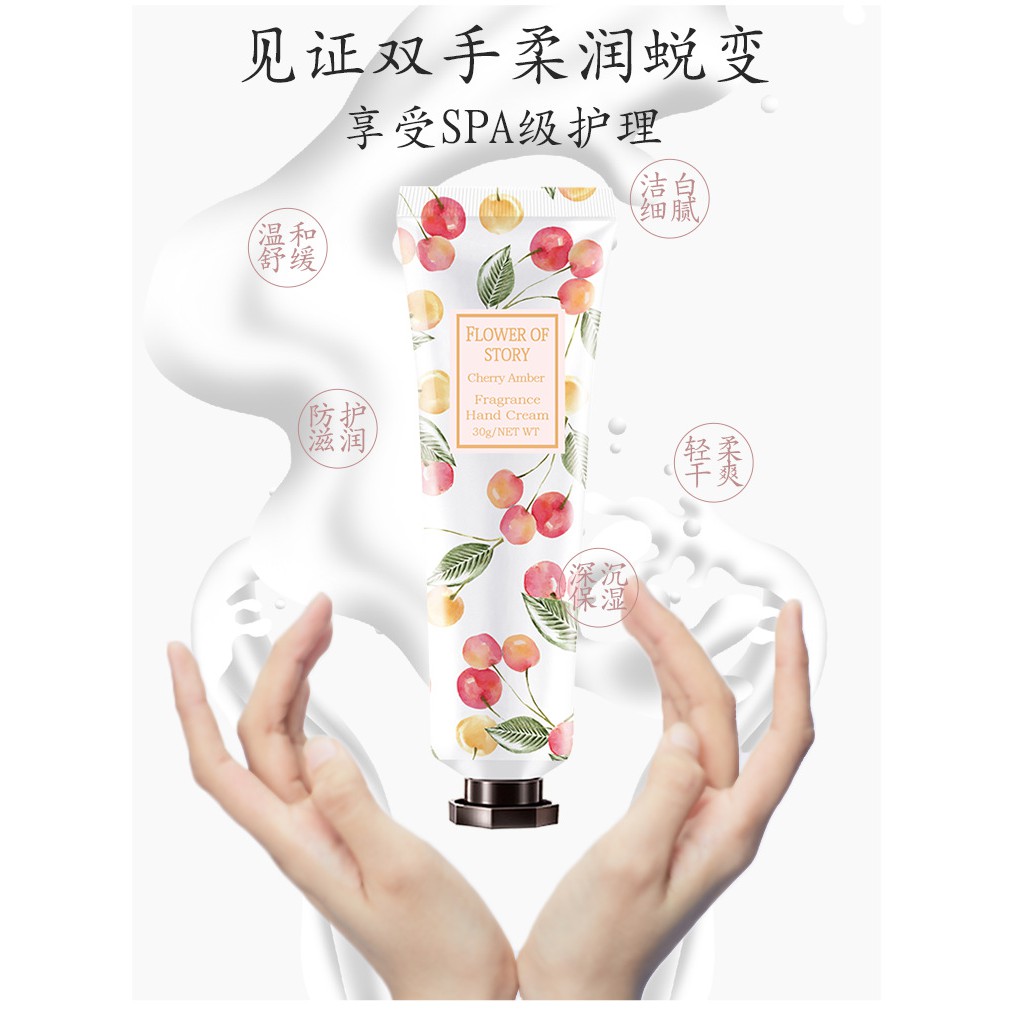 见证双手柔润蜕变
享受SPA级护理
洁白
细腻
温和
舒缓
FLOWER OF
STORY
Cherry Amber
Fragrance
Hand Cream
30g/NET WT
防护
滋润
轻柔
干爽
深沉
保湿